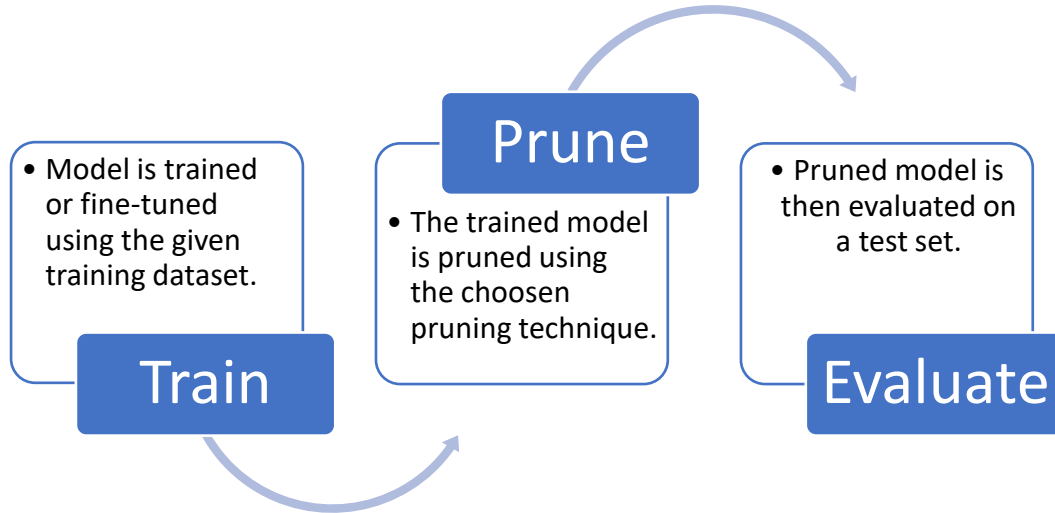 • Model is trained
or fine-tuned
using the given
training dataset.
Train
Prune
• The trained model
is pruned using
the choosen
pruning technique.
• Pruned model is
then evaluated on
a test set.
Evaluate